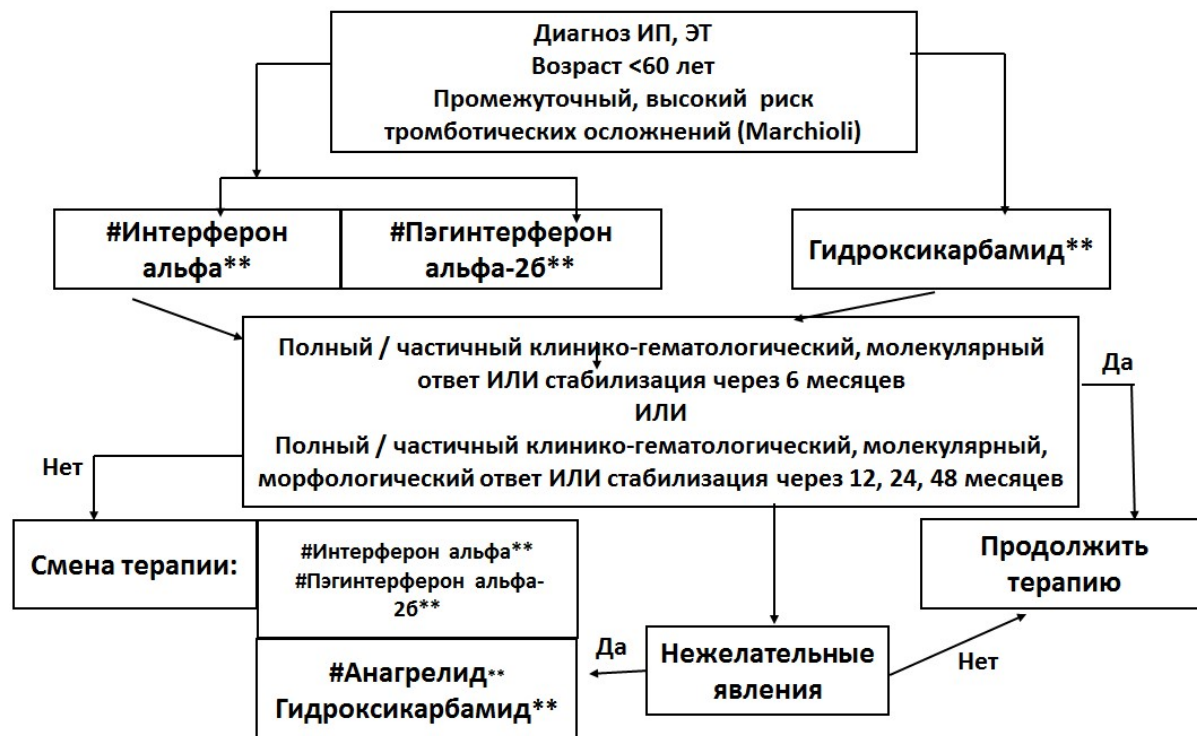 Диагноз ИП, ЭТ
Возраст <60 лет
Промежуточный, высокий риск
тромботических осложнений (Marchioli)
#Интерферон
альфа**
#Пэгинтерферон
альфа-2б**
Гидроксикарбамид**
Полный / частичный клинико-гематологический, молекулярный
ответ ИЛИ стабилизация через 6 месяцев
ИЛИ
Полный / частичный клинико-гематологический, молекулярный,
морфологический ответ ИЛИ стабилизация через 12, 24, 48 месяцев
Да
Нет
Смена терапии:
#Интерферон альфа**
#Пэгинтерферон альфа-
2б**
Продолжить
терапию
#Анагрелид**
Гидроксикарбамид**
Да
Нежелательные
явления
Нет